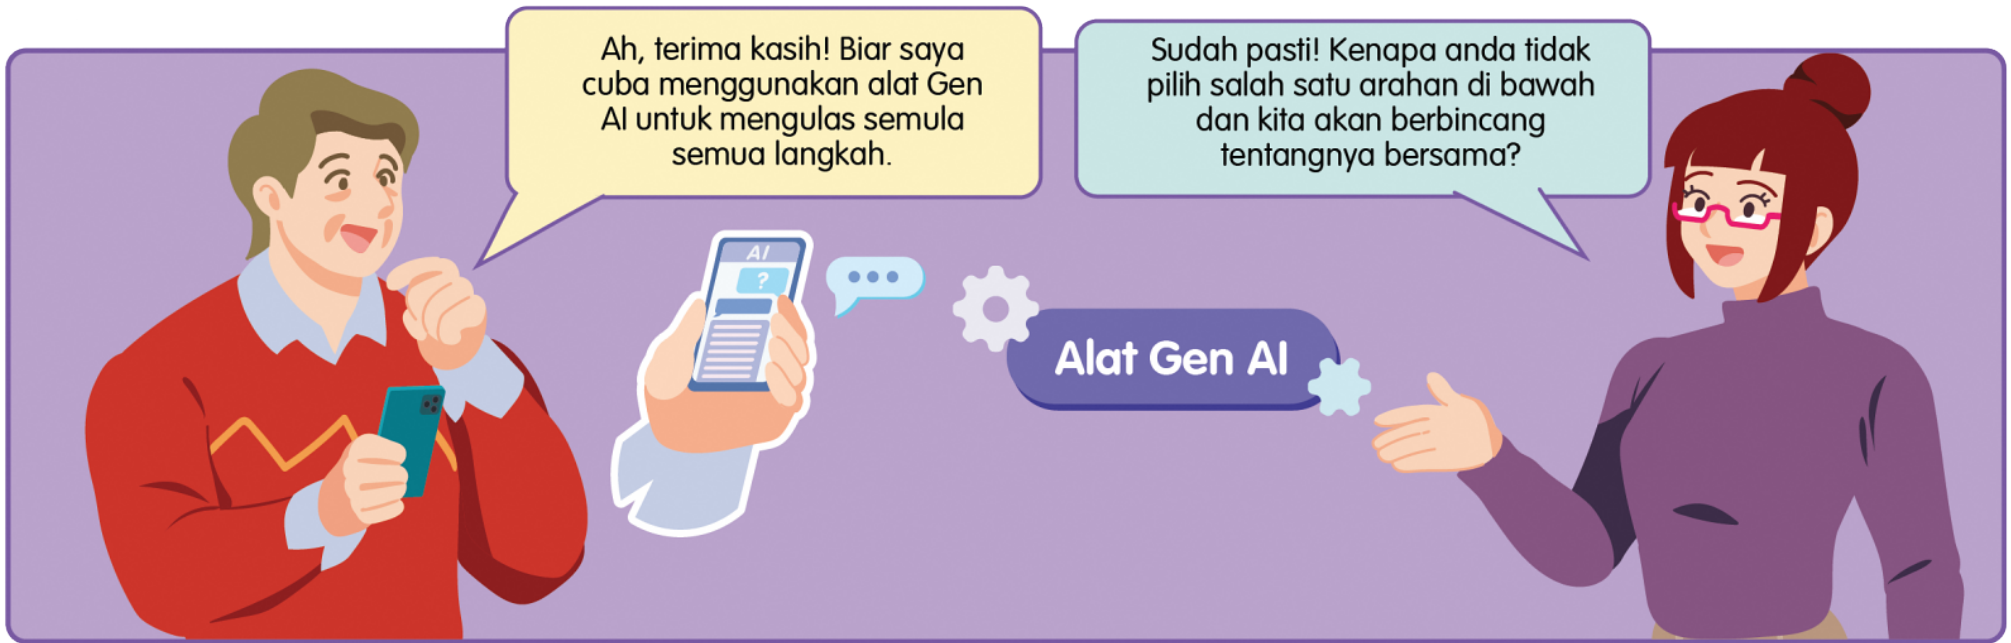 Ah, terima kasih! Biar saya
cuba menggunakan alat Gen
AI untuk mengulas semula
semua langkah.
Sudah pasti! Kenapa anda tidak
pilih salah satu arahan di bawah
dan kita akan berbincang
tentangnya bersama?
AI
?
Alat Gen AI